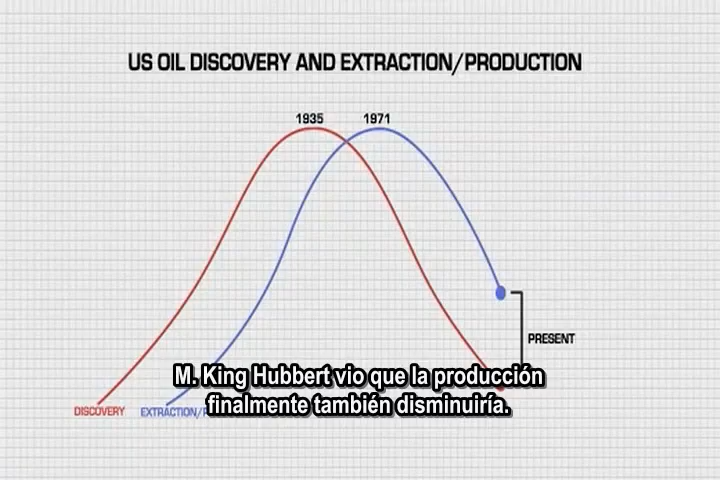 US OIL DISCOVERY AND EXTRACTION/PRODUCTION
1935
1971
PRESENT
M. King Hubbert vio que la producción
finalmente también disminuiría.
DISCOVERY